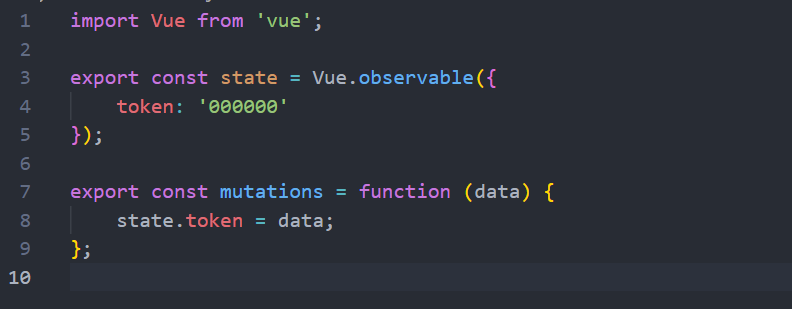 1 import Vue from 'vue';
2
3 export const state = Vue.observable({
4     token: '000000'
5 });
6
7 export const mutations = function (data) {
8     state.token = data;
9 };
10